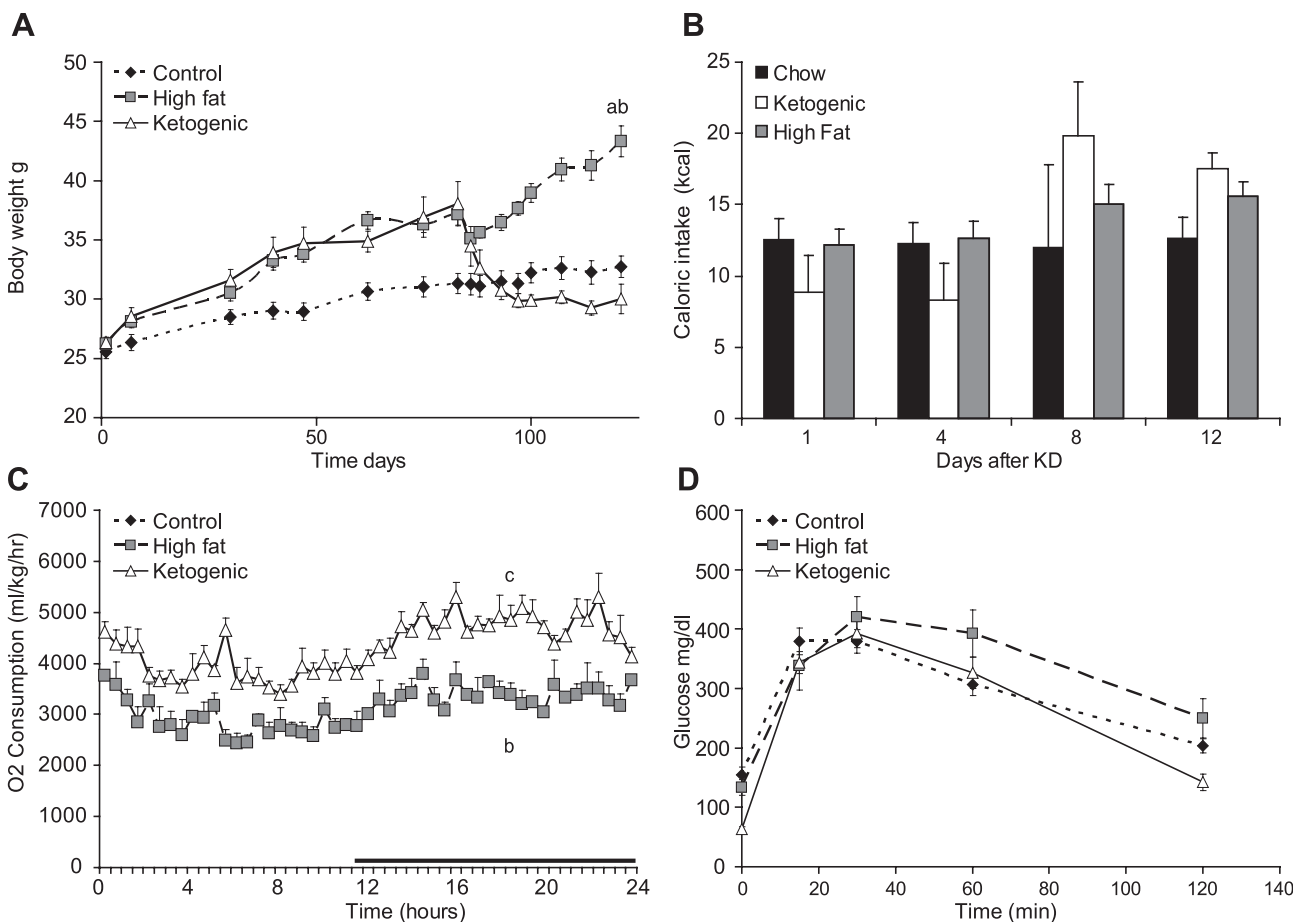 A
Body weight g
50
45
40
35
30
25
20
Control
High fat
Ketogenic
ab
0 50 100
Time days
B
Caloric intake (kcal)
25
20
15
10
5
0
Chow
Ketogenic
High Fat
1 4 8 12
Days after KD
C
O2 Consumption (ml/kg/hr)
7000
6000
5000
4000
3000
2000
1000
0
Control
High fat
Ketogenic
c
b
0 4 8 12 16 20 24
Time (hours)
D
Glucose mg/dl
600
500
400
300
200
100
0
Control
High fat
Ketogenic
0 20 40 60 80 100 120 140
Time (min)